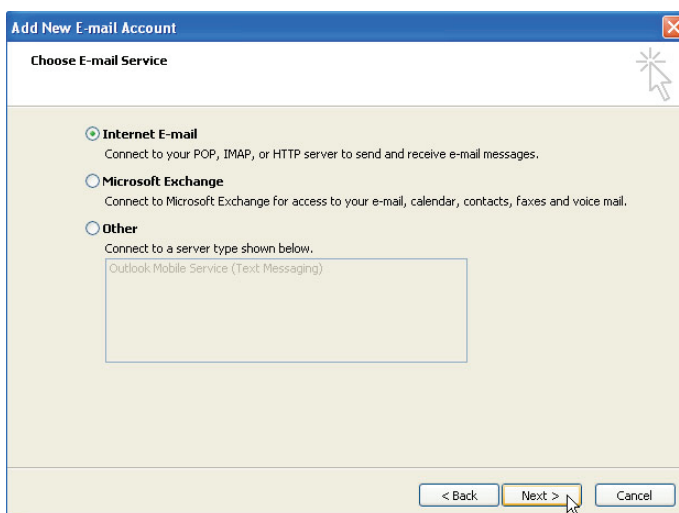 Add New E-mail Account
Choose E-mail Service
Internet E-mail
Connect to your POP, IMAP, or HTTP server to send and receive e-mail messages.
Microsoft Exchange
Connect to Microsoft Exchange for access to your e-mail, calendar, contacts, faxes and voice mail.
Other
Connect to a server type shown below.
Outlook Mobile Service (Text Messaging)
< Back Next > Cancel